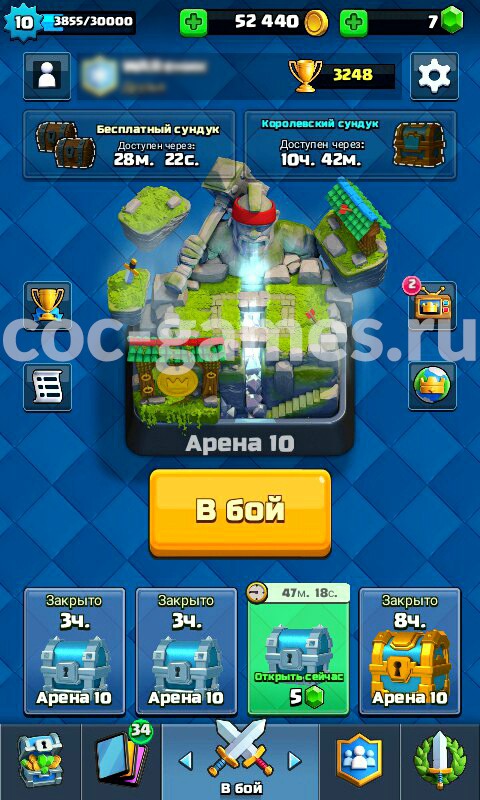 10 3855/30000
52 440
7
3248
Бесплатный сундук
Доступен через:
28м. 22с.
Королевский сундук
Доступен через:
10ч. 42м.
2
coc-games.ru
Арена 10
В бой
Закрыто
3ч.
Арена 10
Закрыто
3ч.
Арена 10
47м. 18с.
Открыть сейчас
5
Закрыто
8ч.
Арена 10
34
В бой